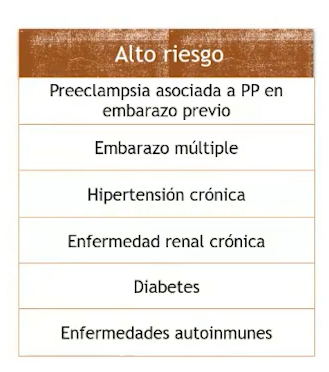 Alto riesgo
Preeclampsia asociada a PP en
embarazo previo
Embarazo múltiple
Hipertensión crónica
Enfermedad renal crónica
Diabetes
Enfermedades autoinmunes